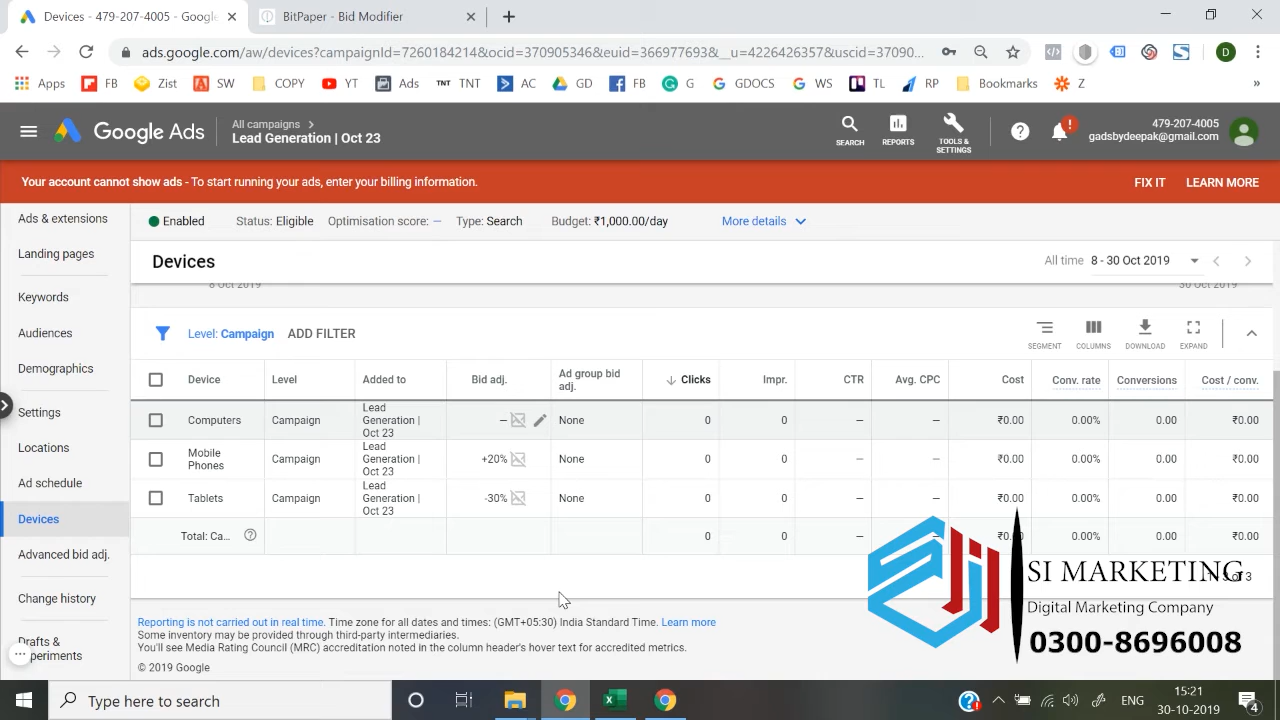 Devices - 479-207-4005 - Google
BitPaper - Bid Modifier
ads.google.com/aw/devices?campaignId=7260184214&ocid=370905346&euid=366977693&__u=4226426357&uscid=37090...
D
Apps FB Zist SW COPY YT Ads TNT TNT AC GD FB G GDOCS WS TL RP Bookmarks Z »
Google Ads
All campaigns
Lead Generation | Oct 23
SEARCH
REPORTS
TOOLS &
SETTINGS
479-207-4005
gadsbydeepak@gmail.com
Your account cannot show ads - To start running your ads, enter your billing information.
FIX IT LEARN MORE
Ads & extensions
Landing pages
Keywords
Audiences
Demographics
Settings
Locations
Ad schedule
Devices
Advanced bid adj.
Change history
Drafts &
experiments
Enabled Status: Eligible Optimisation score: — Type: Search Budget: ₹1,000.00/day More details
Devices
All time 8 - 30 Oct 2019
8 Oct 2019 30 Oct 2019
Level: Campaign ADD FILTER
SEGMENT COLUMNS DOWNLOAD EXPAND
Device Level Added to Bid adj. Ad group bid adj. Clicks Impr. CTR Avg. CPC Cost Conv. rate Conversions Cost / conv.
Computers Campaign Lead Generation | Oct 23 — None 0 0 — — ₹0.00 0.00% 0.00 ₹0.00
Mobile Phones Campaign Lead Generation | Oct 23 +20% None 0 0 — — ₹0.00 0.00% 0.00 ₹0.00
Tablets Campaign Lead Generation | Oct 23 -30% None 0 0 — — ₹0.00 0.00% 0.00 ₹0.00
Total: Ca... 0 0 — — 0.00% 0.00 ₹0.00
SI MARKETING
Digital Marketing Company
0300-8696008
Reporting is not carried out in real time. Time zone for all dates and times: (GMT+05:30) India Standard Time. Learn more
Some inventory may be provided through third-party intermediaries.
You'll see Media Rating Council (MRC) accreditation noted in the column header's hover text for accredited metrics.
© 2019 Google
Type here to search
ENG
15:21
30-10-2019
4